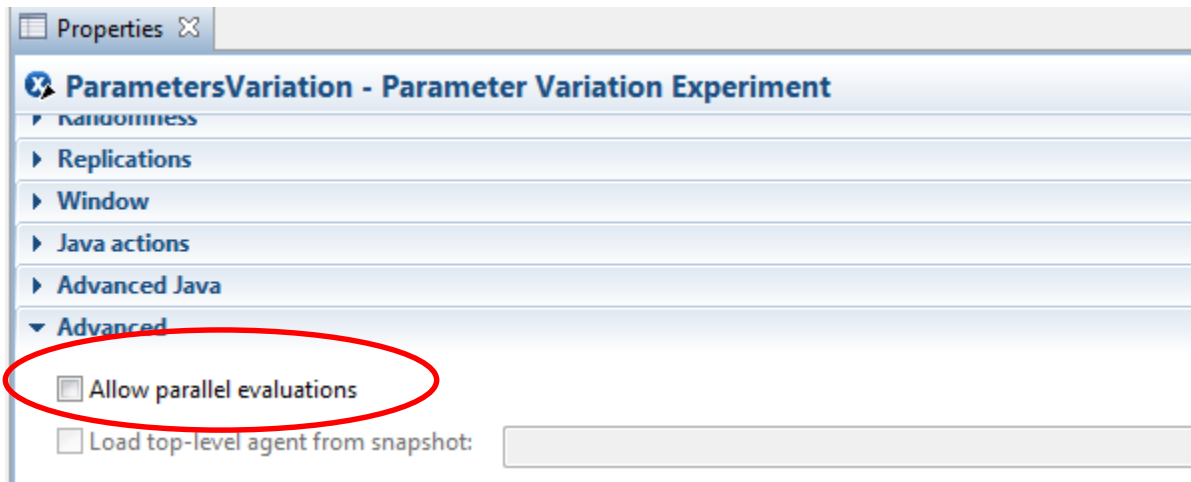 Properties
ParametersVariation - Parameter Variation Experiment
Randomness
Replications
Window
Java actions
Advanced Java
Advanced
Allow parallel evaluations
Load top-level agent from snapshot: